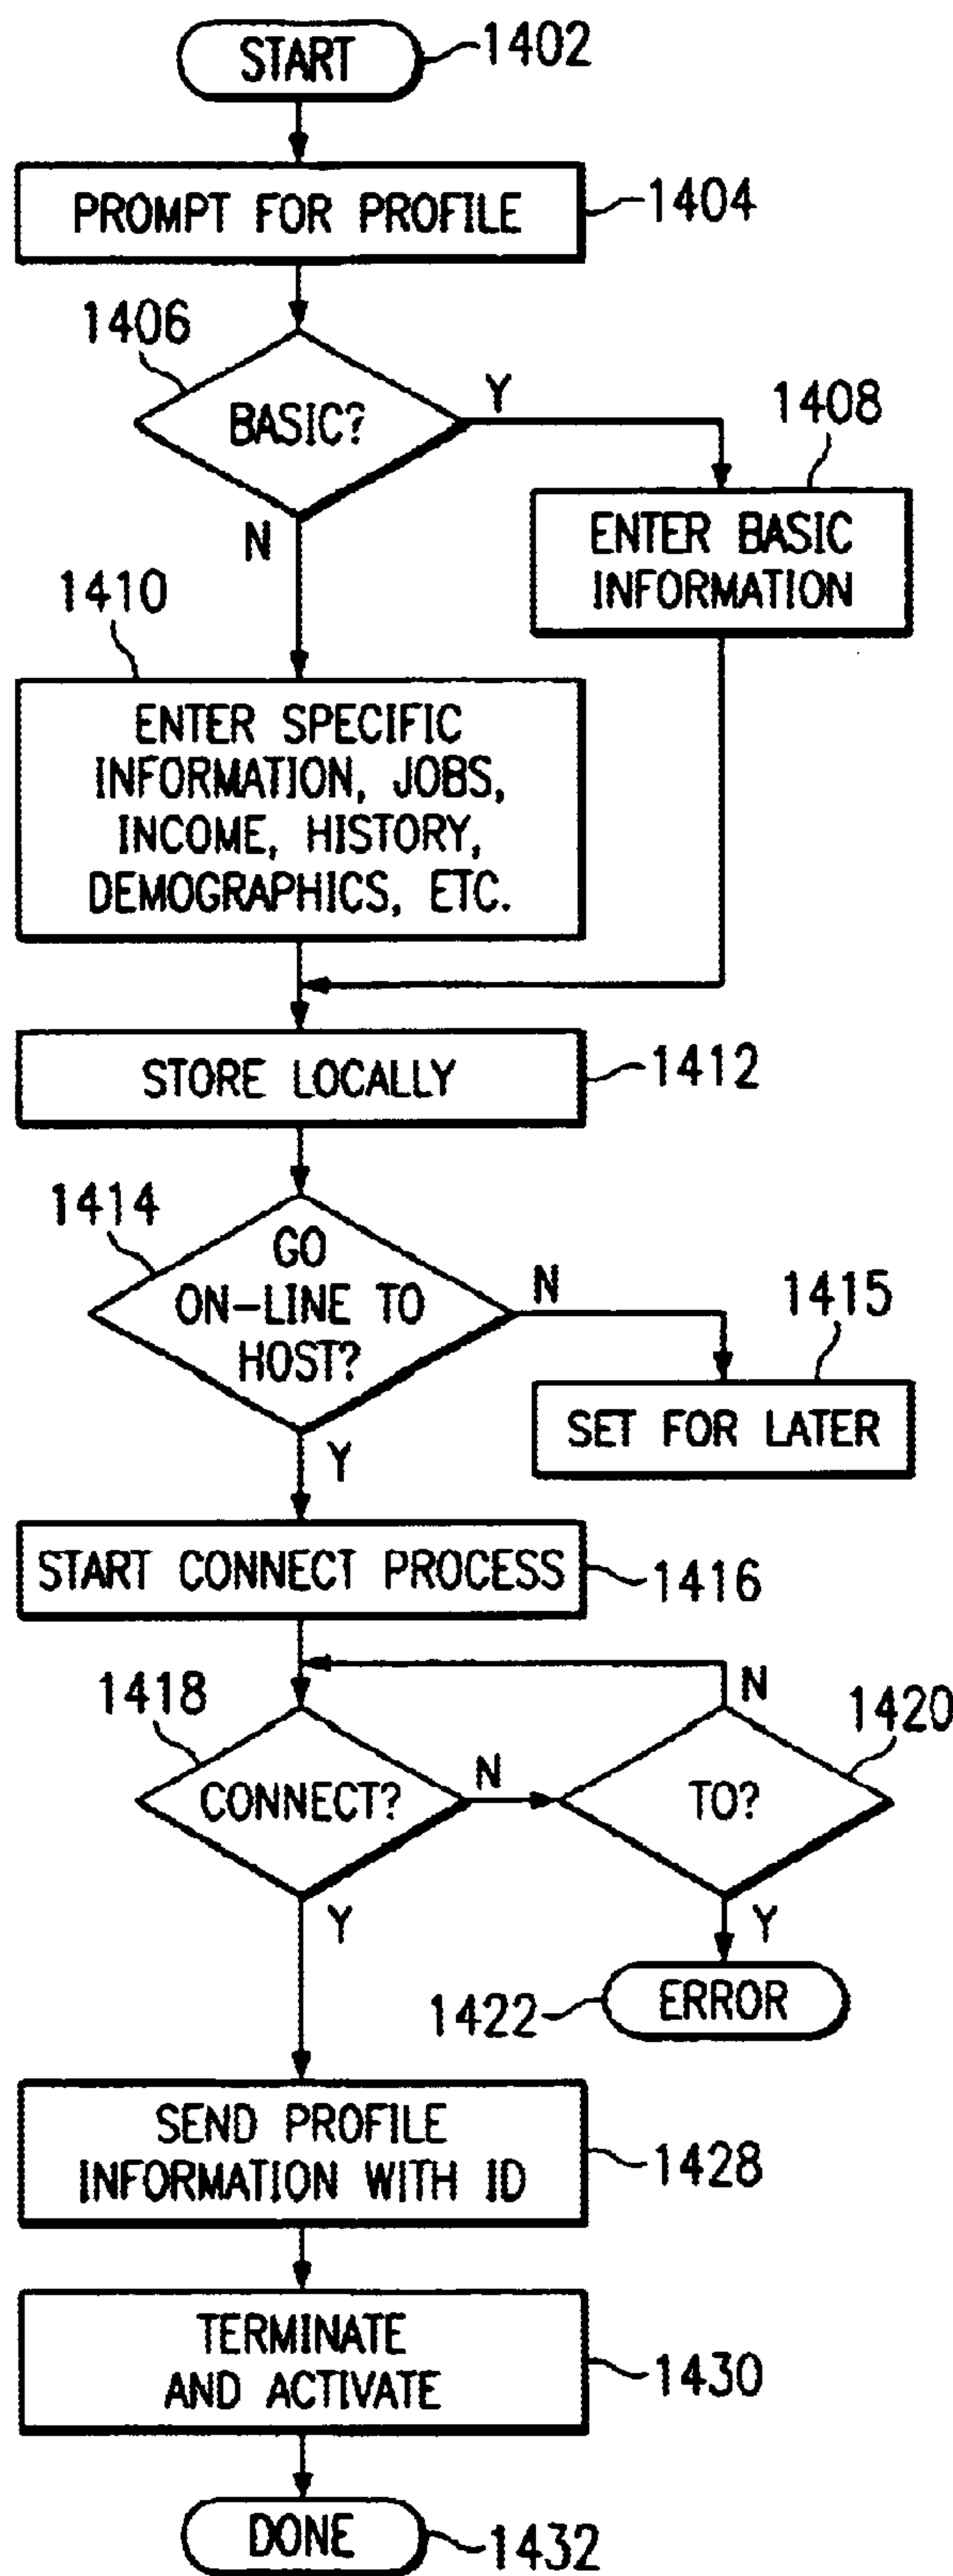 START
1402
PROMPT FOR PROFILE
1404
1406
BASIC?
Y
N
1408
ENTER BASIC
INFORMATION
1410
ENTER SPECIFIC
INFORMATION, JOBS,
INCOME, HISTORY,
DEMOGRAPHICS, ETC.
STORE LOCALLY
1412
1414
GO
ON-LINE TO
HOST?
N
Y
1415
SET FOR LATER
START CONNECT PROCESS
1416
1418
CONNECT?
N
Y
N
1420
TO?
Y
1422
ERROR
SEND PROFILE
INFORMATION WITH ID
1428
TERMINATE
AND ACTIVATE
1430
DONE
1432